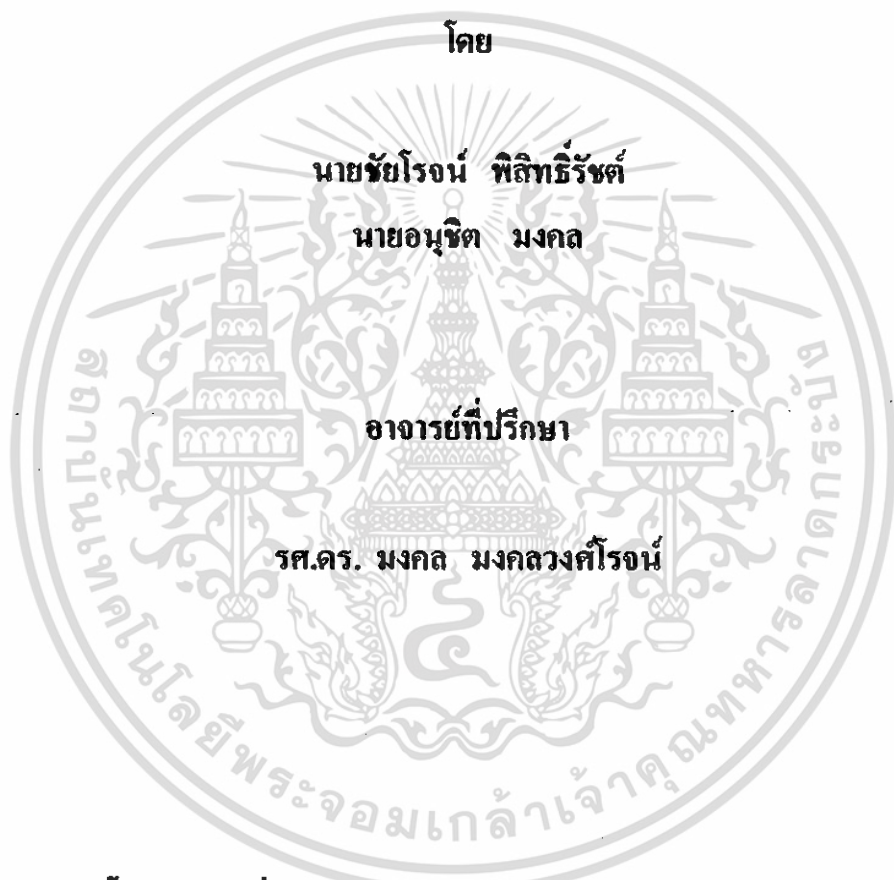 โดย
นายชัยโรจน์ พิสิทธิ์รัชต์
นายอนุชิต มงคล
อาจารย์ที่ปรึกษา
รศ.ดร. มงคล มงคลวงศ์โรจน์
สถาบันเทคโนโลยีพระจอมเกล้าเจ้าคุณทหารลาดกระบัง